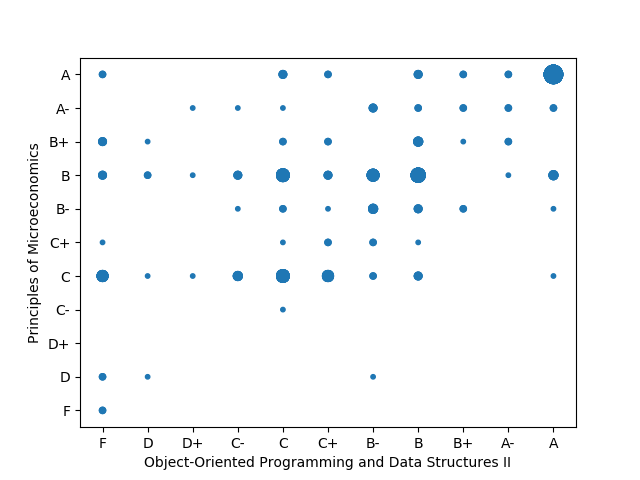 A
A-
B+
B
B-
C+
C
C-
D+
D
F
Principles of Microeconomics
F D D+ C- C C+ B- B B+ A- A
Object-Oriented Programming and Data Structures II